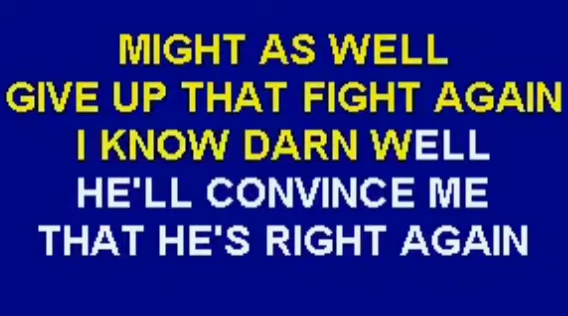 MIGHT AS WELL
GIVE UP THAT FIGHT AGAIN
I KNOW DARN WELL
HE'LL CONVINCE ME
THAT HE'S RIGHT AGAIN